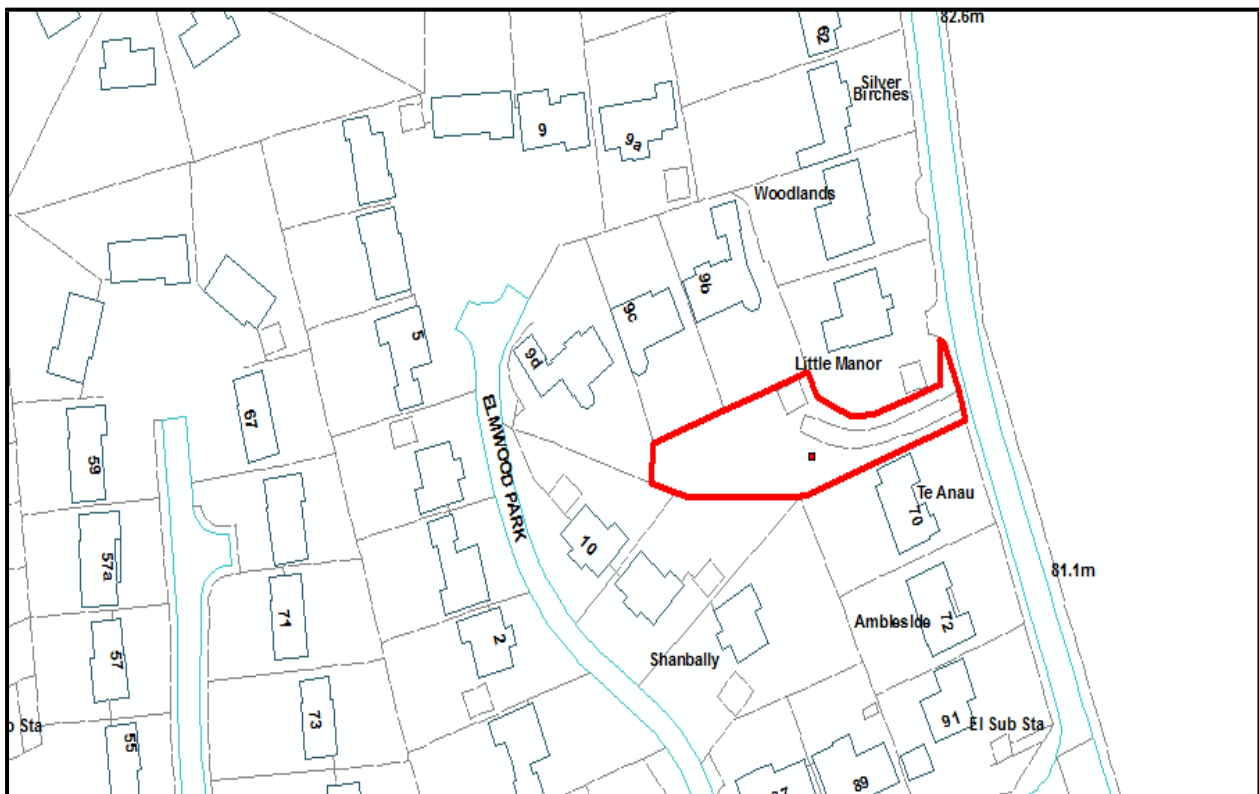 82.6m
62
Silver
Birches
9
9a
Woodlands
9b
9c
5
9d
Little Manor
67
ELMWOOD PARK
59
Te Anau
70
10
57a
81.1m
71
Ambleside
72
2
57
Shanbally
73
Sta
91
El Sub Sta
55
89